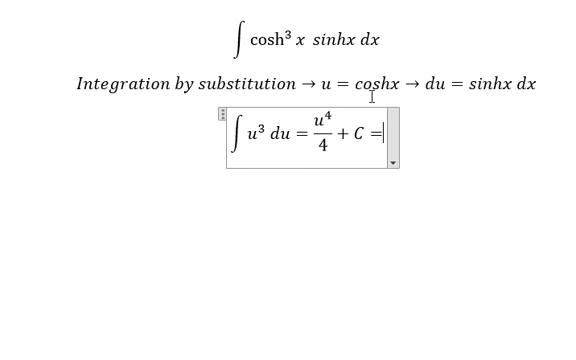 ∫ cosh³ x sinhx dx
Integration by substitution → u = coshx → du = sinhx dx
∫ u³ du = u⁴/4 + C =